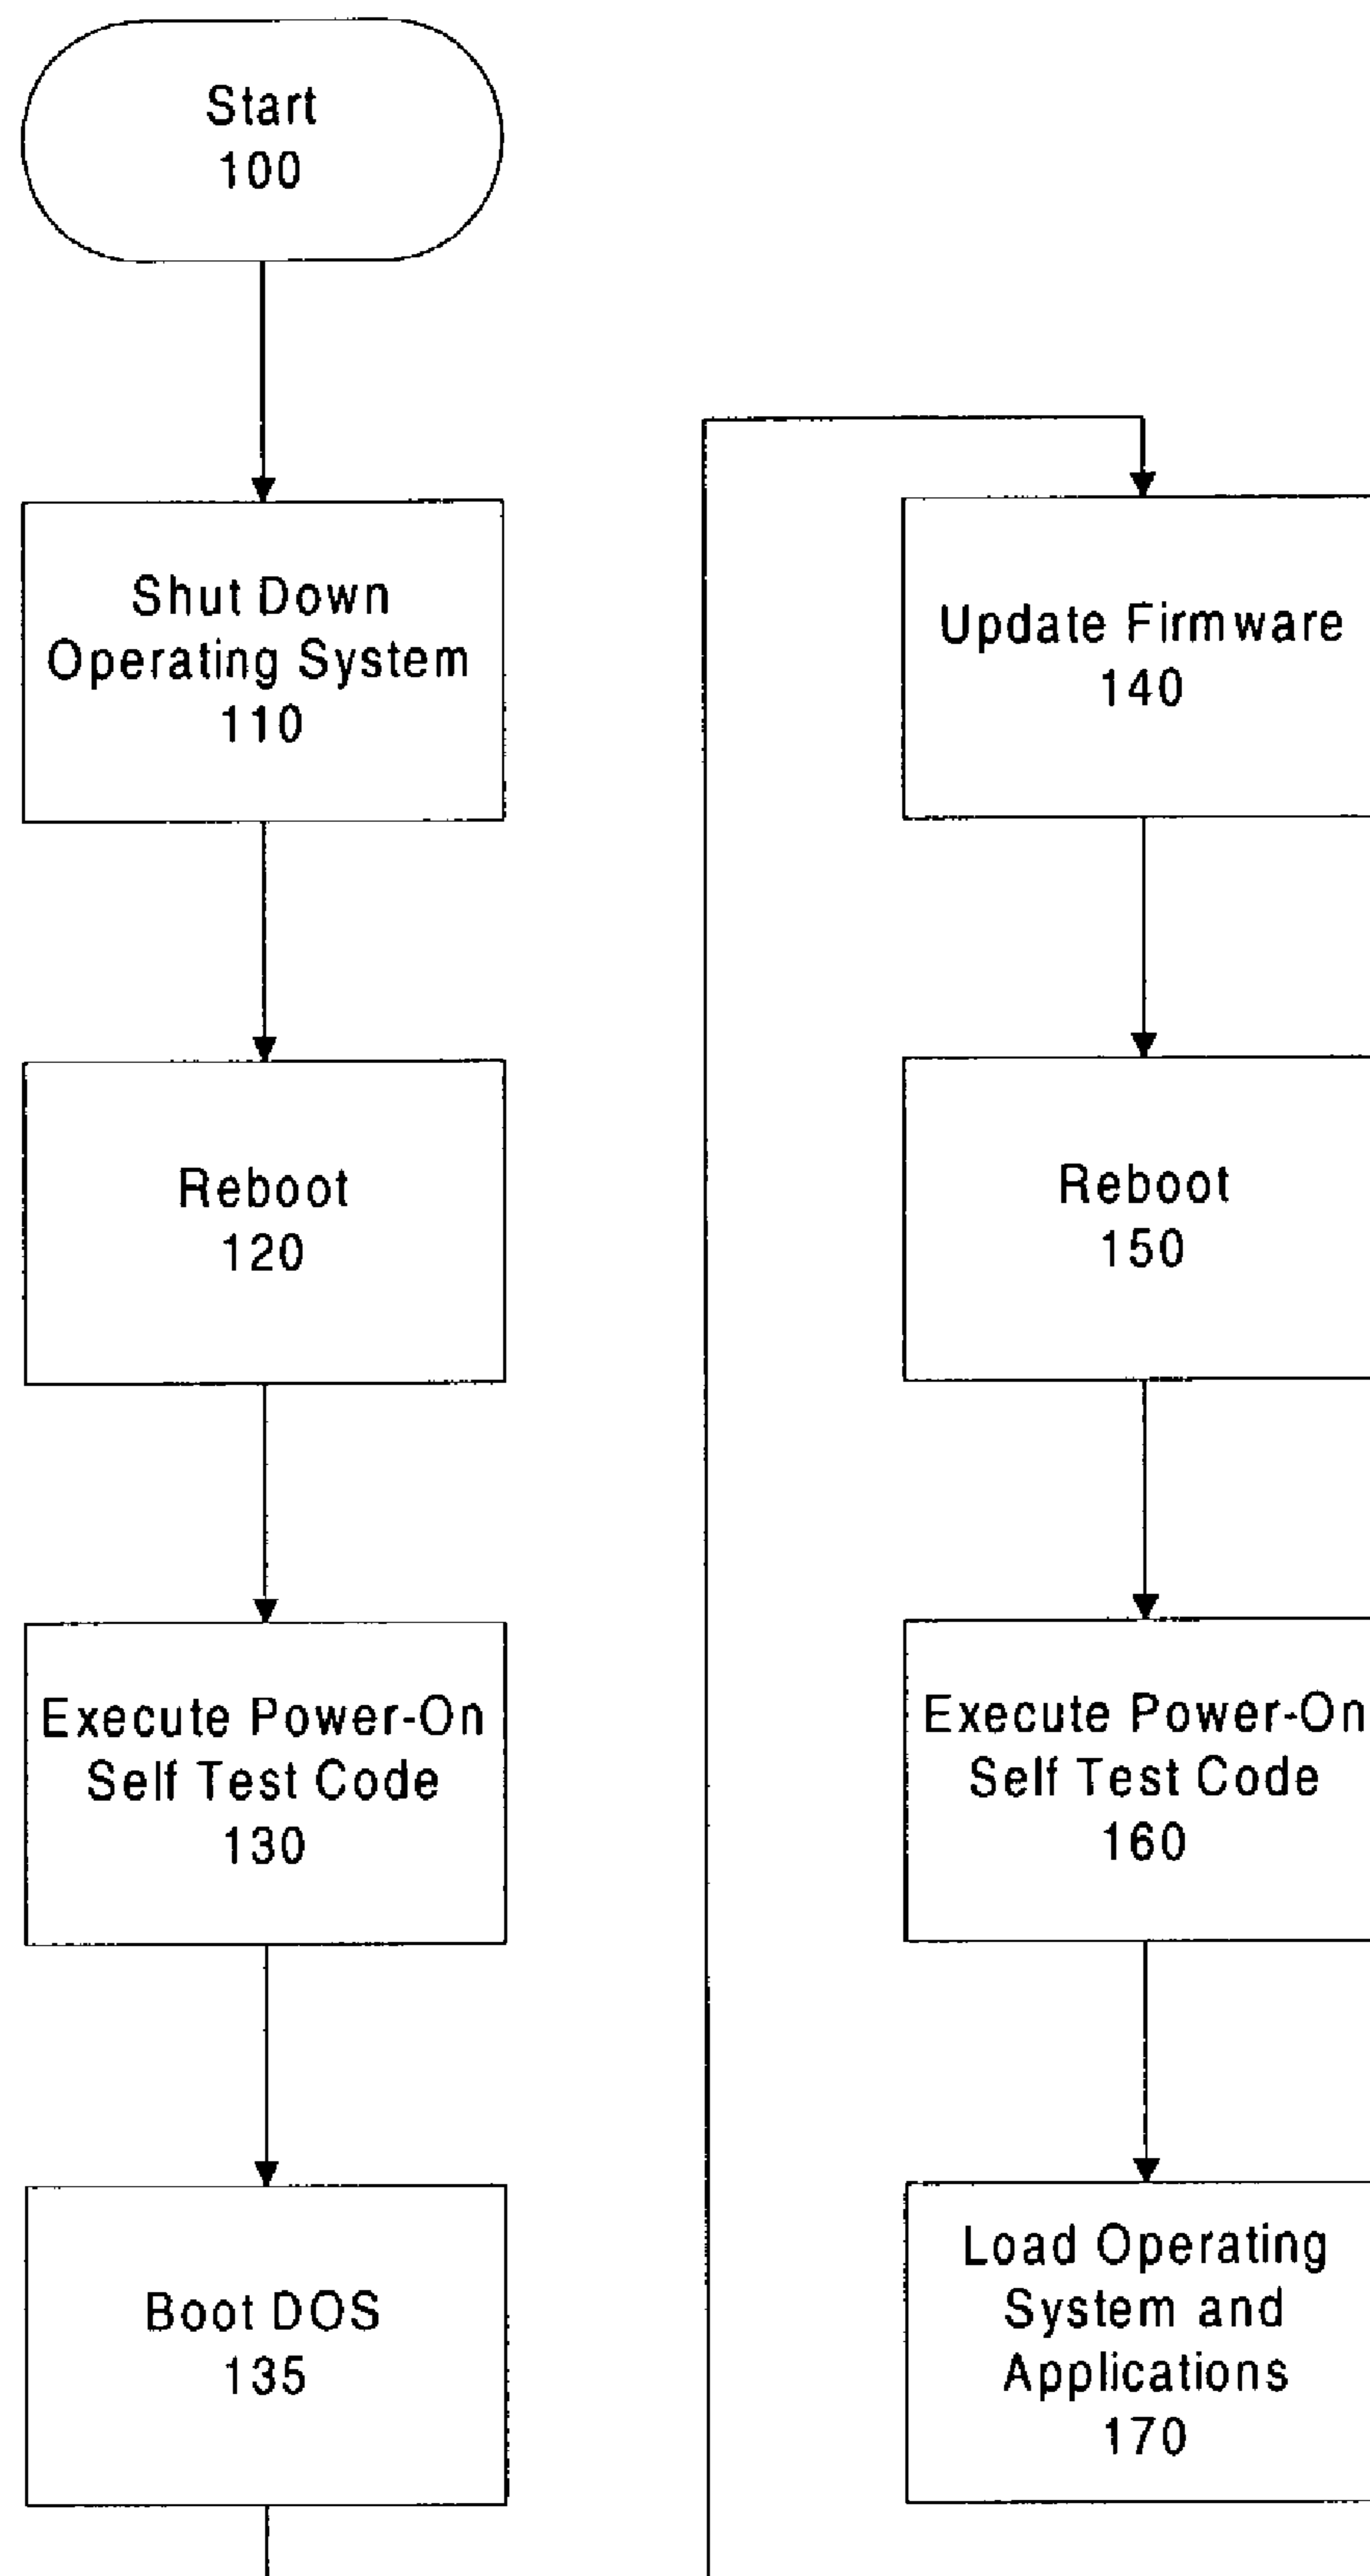 Start
100
Shut Down
Operating System
110
Reboot
120
Execute Power-On
Self Test Code
130
Boot DOS
135
Update Firmware
140
Reboot
150
Execute Power-On
Self Test Code
160
Load Operating
System and
Applications
170